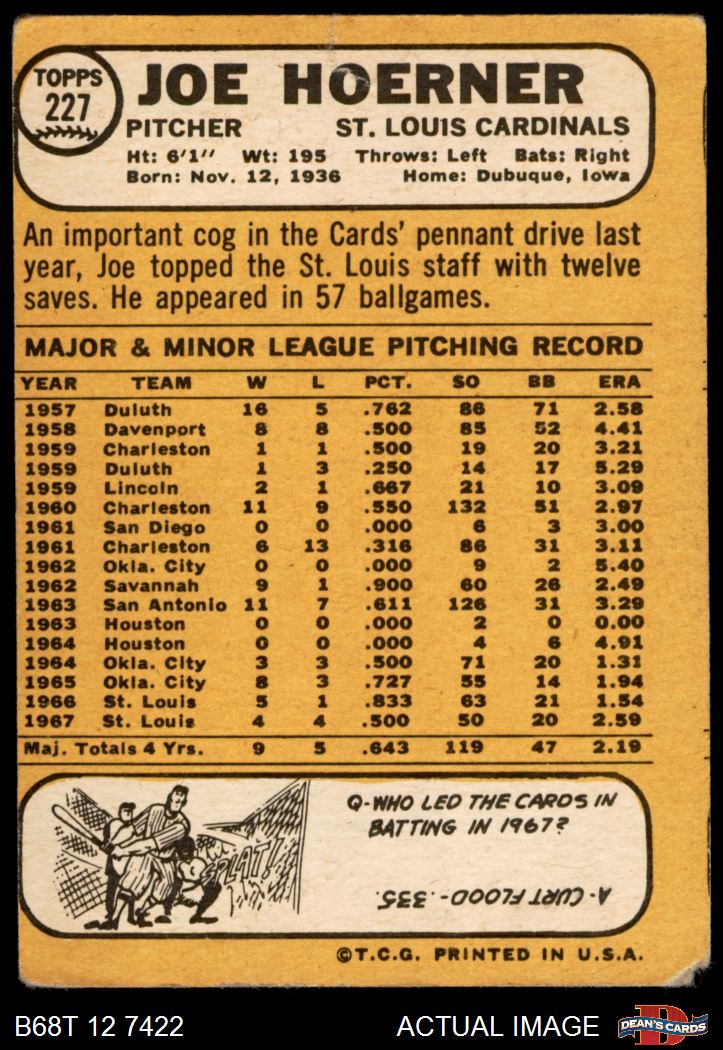 TOPPS
227
JOE HOERNER
PITCHER ST. LOUIS CARDINALS
Ht: 6'1" Wt: 195 Throws: Left Bats: Right
Born: Nov. 12, 1936 Home: Dubuque, Iowa
An important cog in the Cards' pennant drive last
year, Joe topped the St. Louis staff with twelve
saves. He appeared in 57 ballgames.
MAJOR & MINOR LEAGUE PITCHING RECORD
YEAR TEAM W L PCT. SO BB ERA
1957 Duluth 16 5 .762 86 71 2.58
1958 Davenport 8 8 .500 85 52 4.41
1959 Charleston 1 1 .500 19 20 3.21
1959 Duluth 1 3 .250 14 17 5.29
1959 Lincoln 2 1 .667 21 10 3.09
1960 Charleston 11 9 .550 132 51 2.97
1961 San Diego 0 0 .000 6 3 3.00
1961 Charleston 6 13 .316 86 31 3.11
1962 Okla. City 0 0 .000 9 2 5.40
1962 Savannah 9 1 .900 60 26 2.49
1963 San Antonio 11 7 .611 126 31 3.29
1963 Houston 0 0 .000 2 0 0.00
1964 Houston 0 0 .000 4 6 4.91
1964 Okla. City 3 3 .500 71 20 1.31
1965 Okla. City 8 3 .727 55 14 1.94
1966 St. Louis 5 1 .833 63 21 1.54
1967 St. Louis 4 4 .500 50 20 2.59
Maj. Totals 4 Yrs. 9 5 .643 119 47 2.19
SPLAT!
Q-WHO LED THE CARDS IN
BATTING IN 1967?
A-CURT FLOOD-.335.
©T.C.G. PRINTED IN U.S.A.
B68T 12 7422 ACTUAL IMAGE D
DEAN'S CARDS